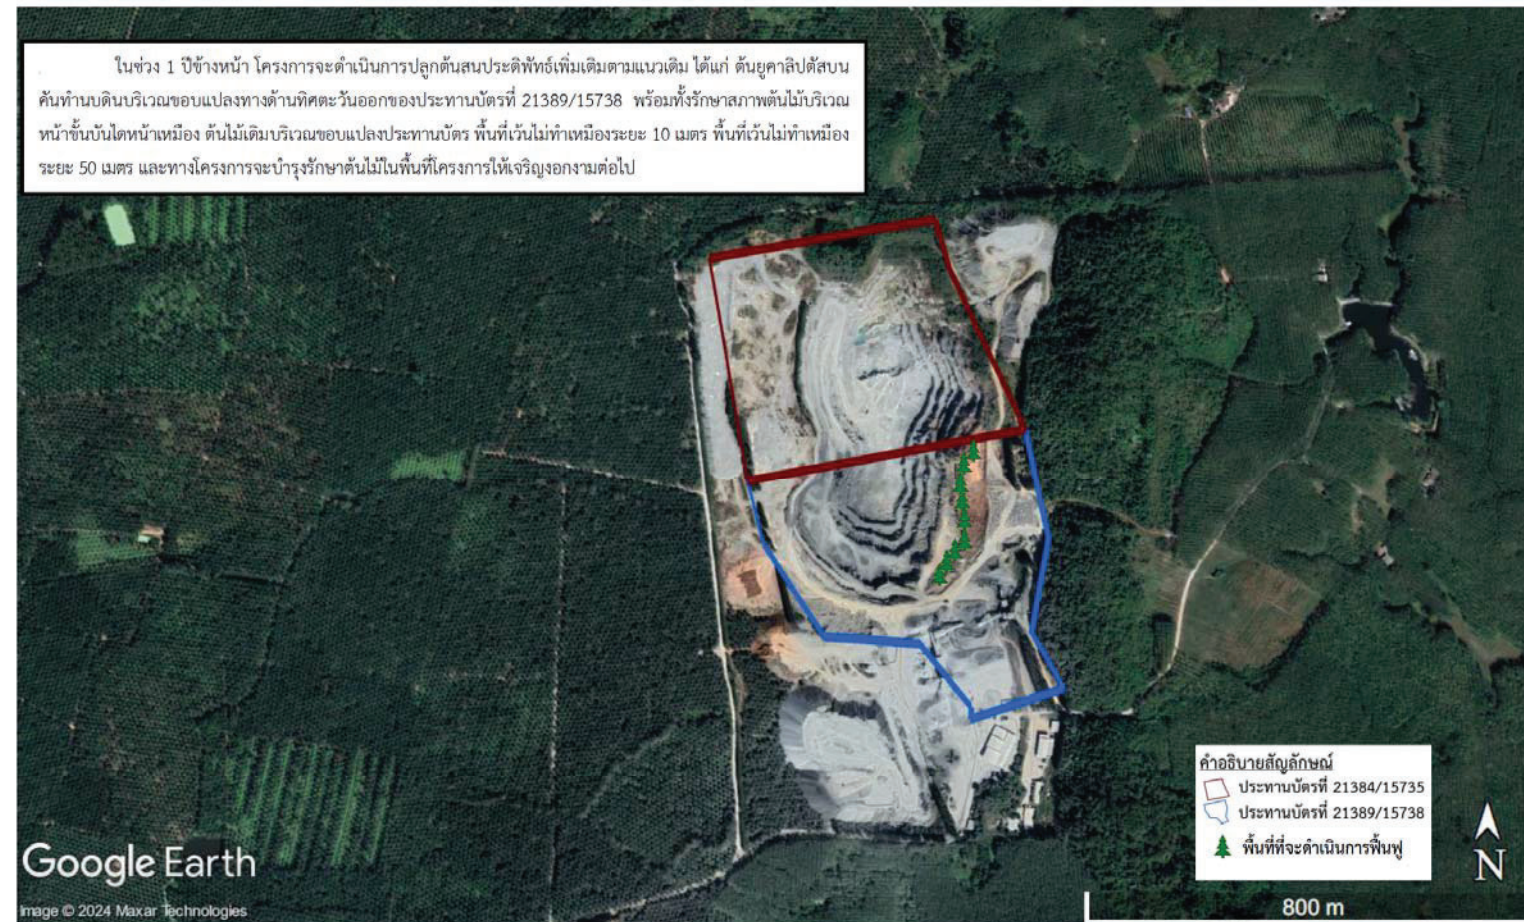 ในช่วง 1 ปีข้างหน้า โครงการจะดำเนินการปลูกต้นสนประดิพัทธ์เพิ่มเติมตามแนวเดิม ได้แก่ ต้นยูคาลิปตัสบน
คันทำนบดินบริเวณขอบแปลงทางด้านทิศตะวันออกของประทานบัตรที่ 21389/15738 พร้อมทั้งรักษาสภาพต้นไม้บริเวณ
หน้าขั้นบันไดหน้าเหมือง ต้นไม้เดิมบริเวณขอบแปลงประทานบัตร พื้นที่เว้นไม่ทำเหมืองระยะ 10 เมตร พื้นที่เว้นไม่ทำเหมือง
ระยะ 50 เมตร และทางโครงการจะบำรุงรักษาต้นไม้ในพื้นที่โครงการให้เจริญงอกงามต่อไป
คำอธิบายสัญลักษณ์
ประทานบัตรที่ 21384/15735
ประทานบัตรที่ 21389/15738
พื้นที่ที่จะดำเนินการฟื้นฟู
N
Google Earth
Image © 2024 Maxar Technologies
800 m